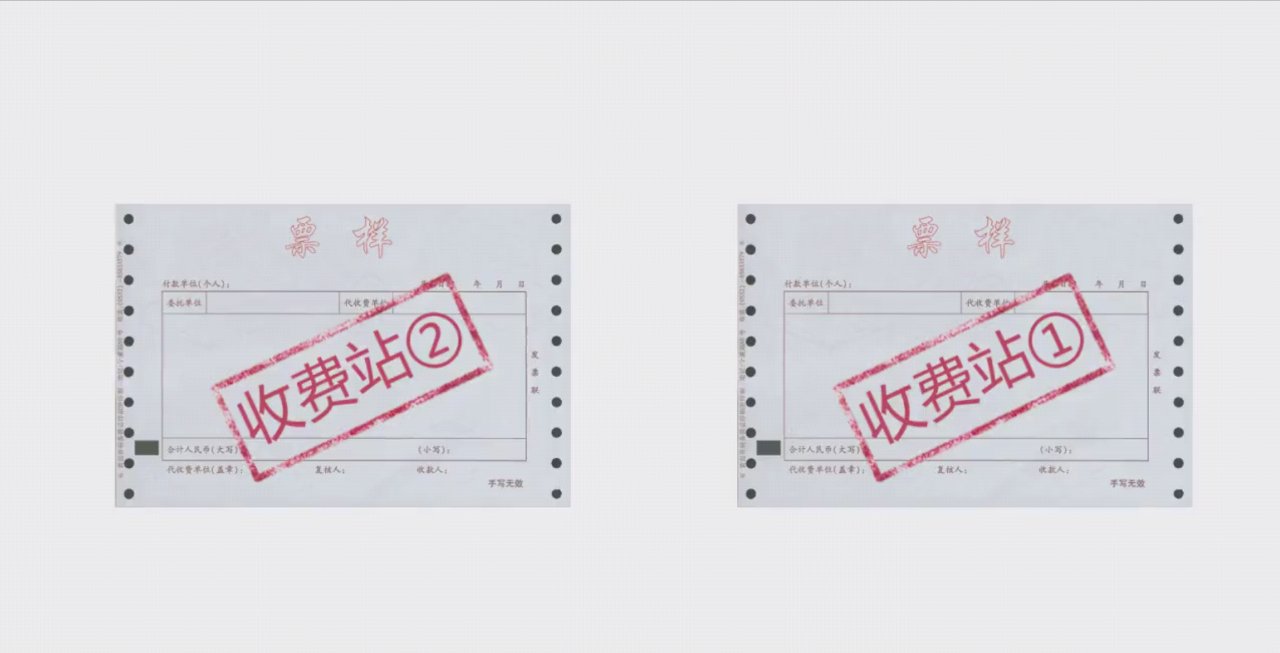 票样
付款单位(个人)：
年 月 日
委托单位
代收费单位
收费站②
发票联
合计人民币(大写)
(小写)：
代收费单位(盖章)：
复核人：
收款人：
手写无效
票样
付款单位(个人)：
年 月 日
委托单位
代收费单位
收费站①
发票联
合计人民币(大写)
(小写)：
代收费单位(盖章)：
复核人：
收款人：
手写无效